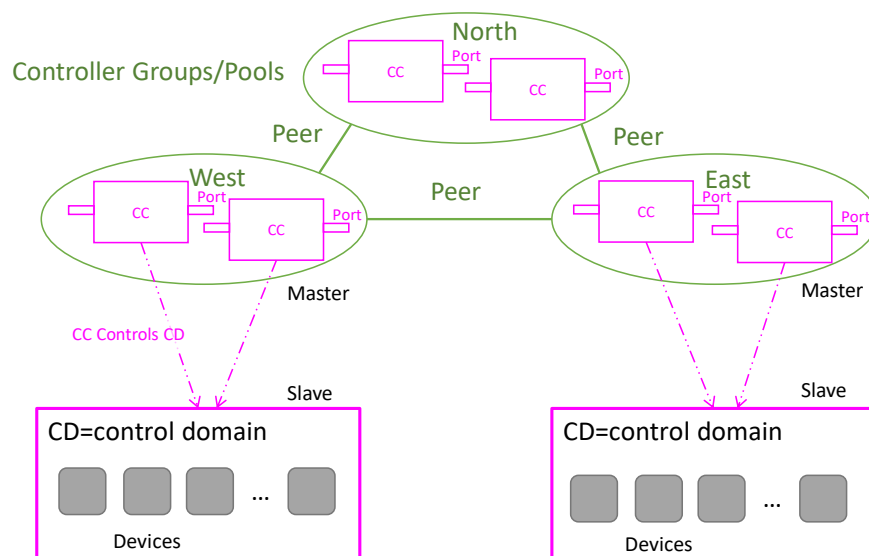 North
Controller Groups/Pools
Port
CC
Port
CC
Peer
Peer
West
Port
CC
Port
CC
Peer
East
Port
CC
Port
CC
Master
Master
CC Controls CD
Slave
Slave
CD=control domain
...
Devices
CD=control domain
...
Devices